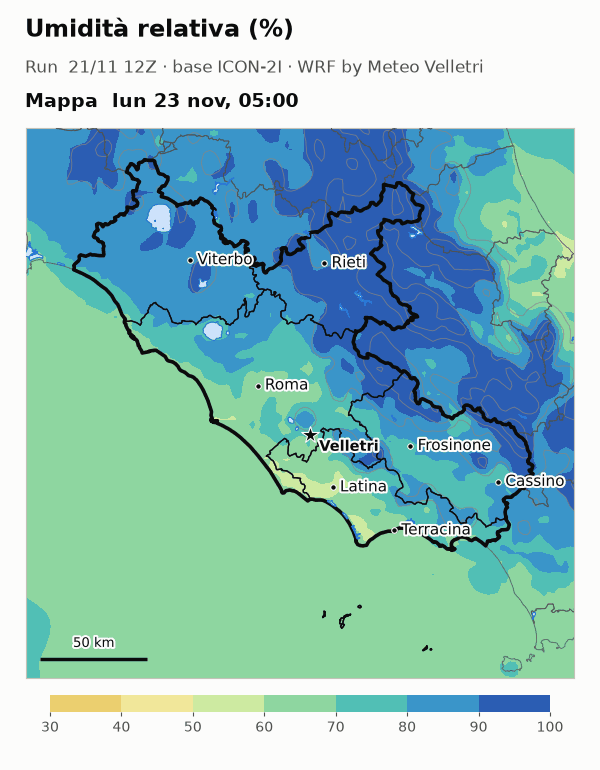 Umidità relativa (%)
Run  21/11 12Z · base ICON-2I · WRF by Meteo Velletri
Mappa  lun 23 nov, 05:00
Viterbo
Rieti
Roma
Velletri
Frosinone
Cassino
Latina
Terracina
50 km
30 40 50 60 70 80 90 100